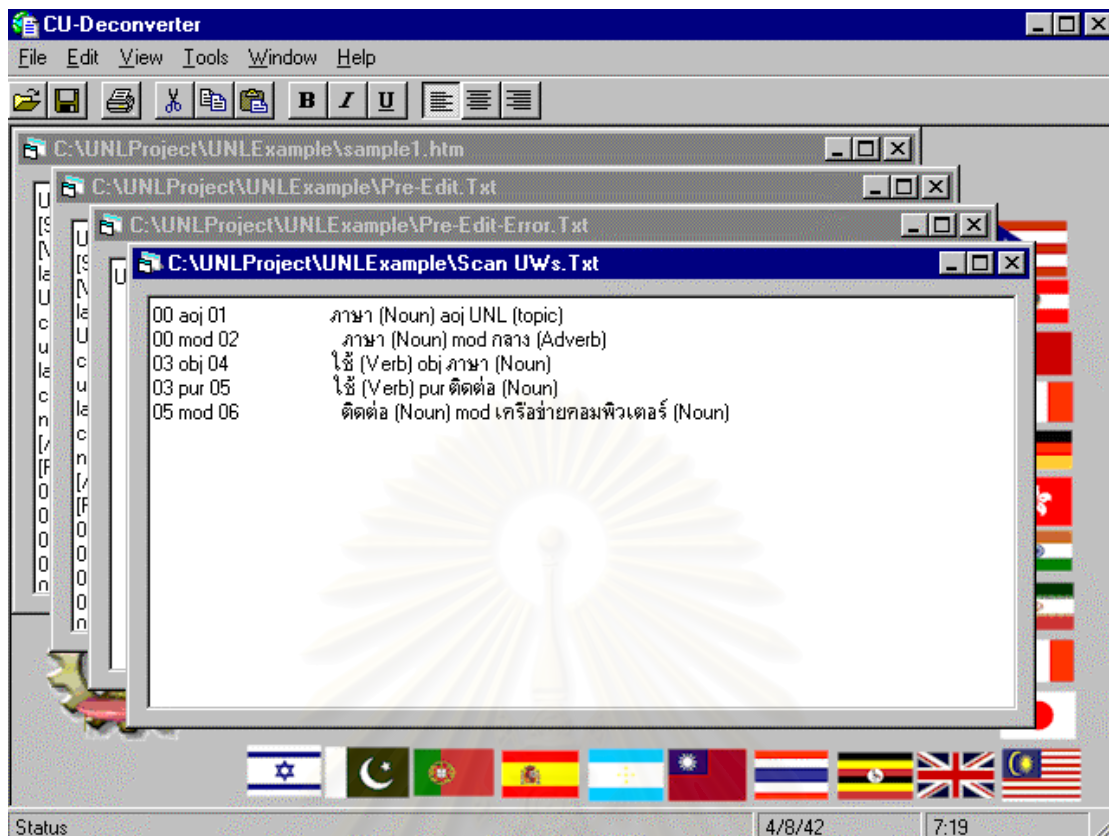 CU-Deconverter
File Edit View Tools Window Help
B I U
C:\UNLProject\UNLExample\sample1.htm
C:\UNLProject\UNLExample\Pre-Edit.Txt
C:\UNLProject\UNLExample\Pre-Edit-Error.Txt
C:\UNLProject\UNLExample\Scan UWs.Txt
00 aoj 01 ภาษา (Noun) aoj UNL (topic)
00 mod 02 ภาษา (Noun) mod กลาง (Adverb)
03 obj 04 ใช้ (Verb) obj ภาษา (Noun)
03 pur 05 ใช้ (Verb) pur ติดต่อ (Noun)
05 mod 06 ติดต่อ (Noun) mod เครือข่ายคอมพิวเตอร์ (Noun)
Status 4/8/42 7:19